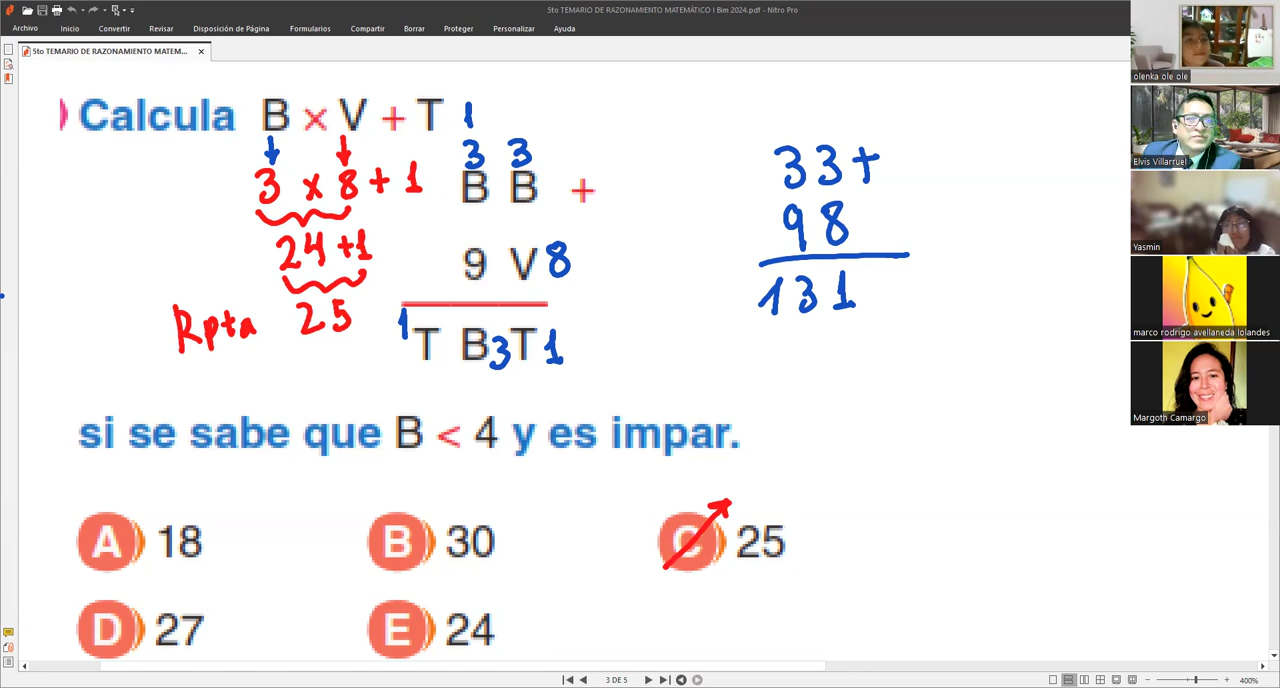 5to TEMARIO DE RAZONAMIENTO MATEMÁTICO I Bim 2024.pdf - Nitro Pro
Archivo Inicio Convertir Revisar Disposición de Página Formularios Compartir Borrar Proteger Personalizar Ayuda
5to TEMARIO DE RAZONAMIENTO MATEM... ×
) Calcula B × V + T
1
3 3
3 x 8 + 1
B B +
24 +1
9 V 8
Rpta 25
1 T B 3 T 1
33+
98
131
si se sabe que B < 4 y es impar.
A) 18
B) 30
C) 25
D) 27
E) 24
olenka ole ole
Elvis Villarruel
Yasmin
marco rodrigo avellaneda lolandes
Margoth Camargo
3 DE 5
400%